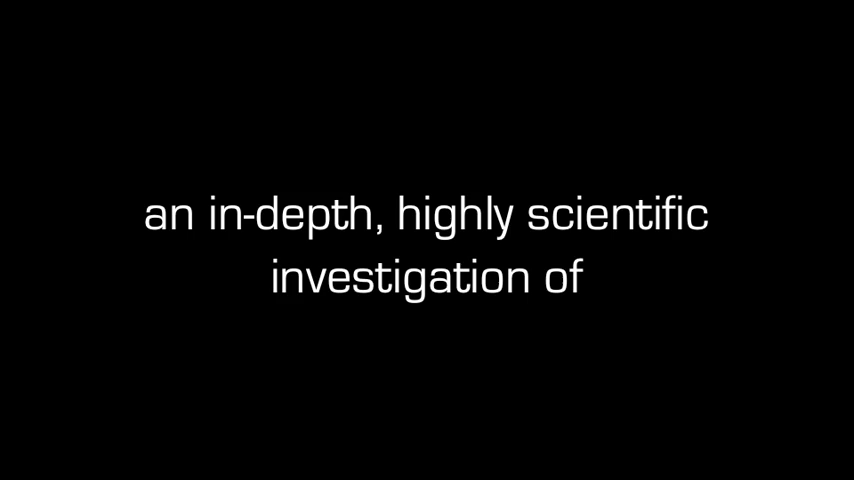 an in-depth, highly scientific
investigation of